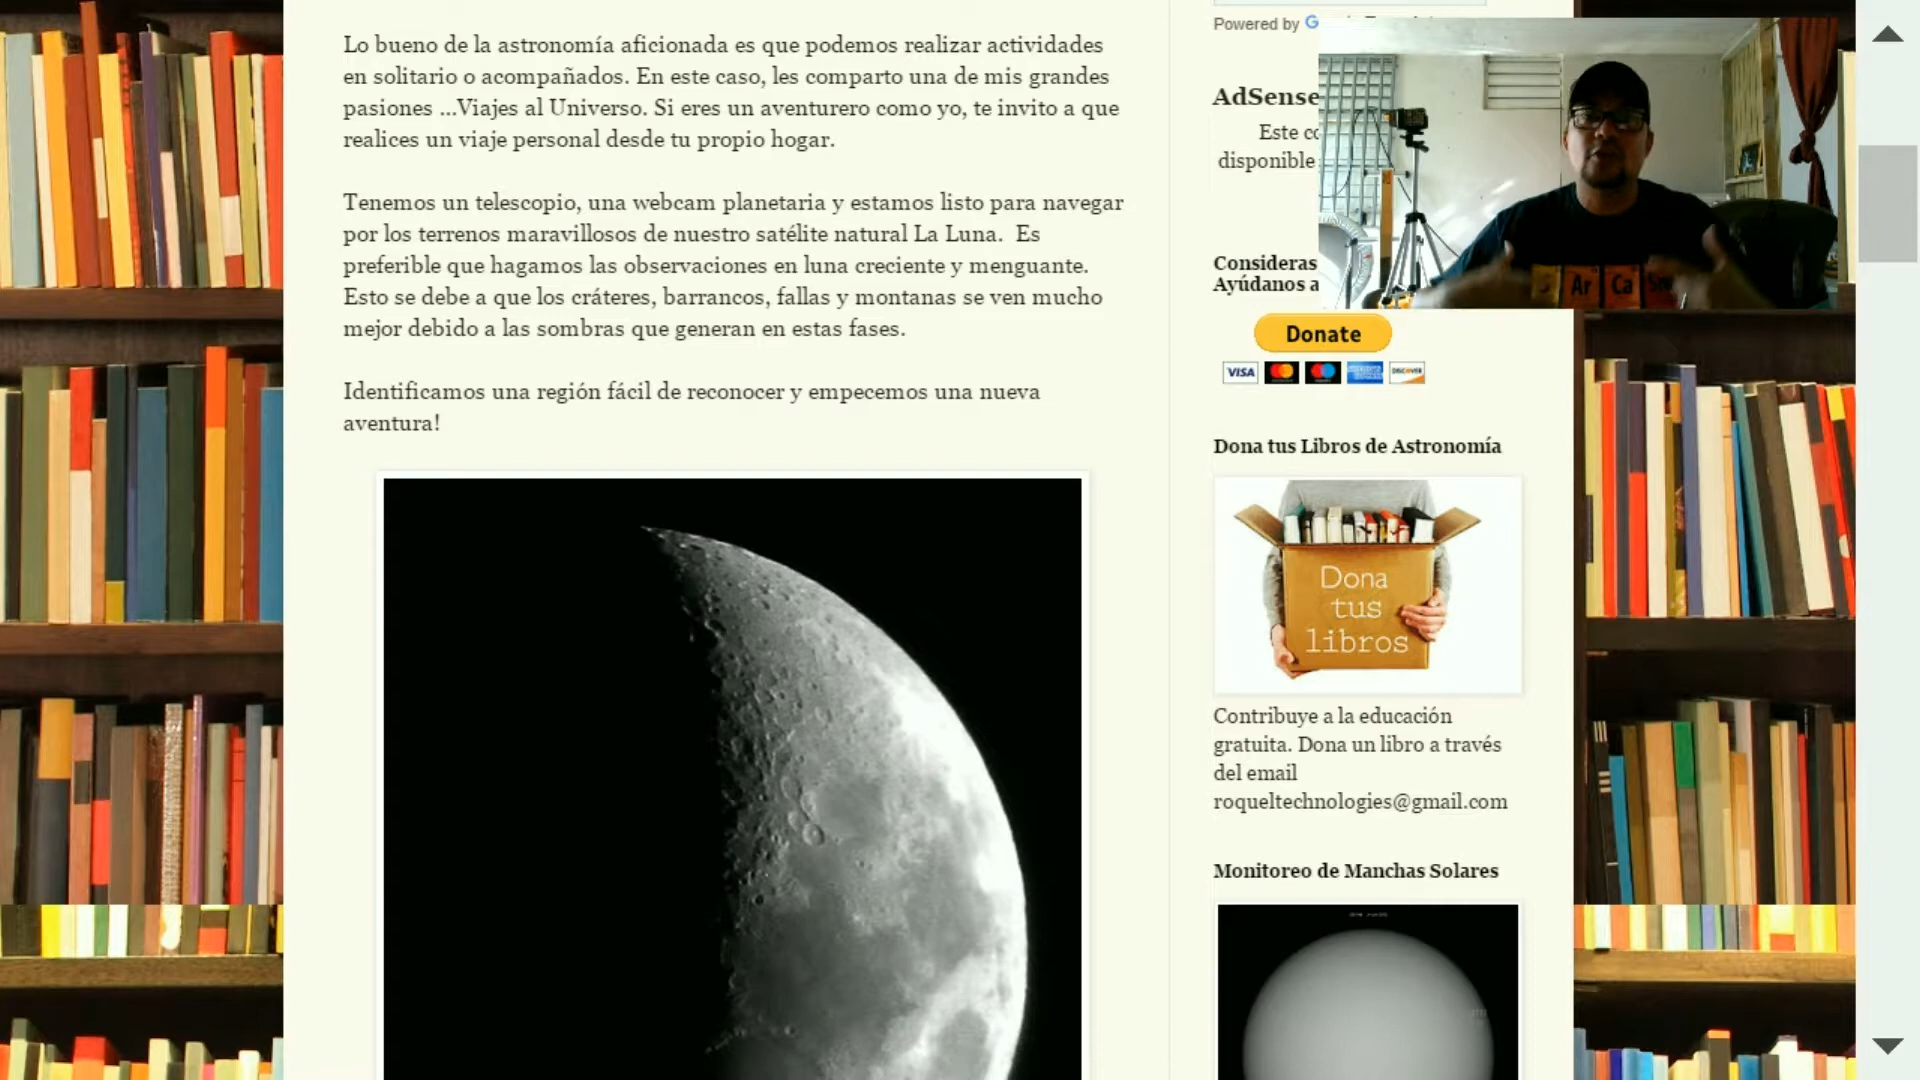 Lo bueno de la astronomía aficionada es que podemos realizar actividades
en solitario o acompañados. En este caso, les comparto una de mis grandes
pasiones ...Viajes al Universo. Si eres un aventurero como yo, te invito a que
realices un viaje personal desde tu propio hogar.
Tenemos un telescopio, una webcam planetaria y estamos listo para navegar
por los terrenos maravillosos de nuestro satélite natural La Luna.  Es
preferible que hagamos las observaciones en luna creciente y menguante.
Esto se debe a que los cráteres, barrancos, fallas y montanas se ven mucho
mejor debido a las sombras que generan en estas fases.
Identificamos una región fácil de reconocer y empecemos una nueva
aventura!
Powered by
AdSense
Este
disponible
Consideras
Ayúdanos a
Ar Ca Sm
Donate
VISA
DISCOVER
Dona tus Libros de Astronomía
Dona
tus
libros
Contribuye a la educación
gratuita. Dona un libro a través
del email
roqueltechnologies@gmail.com
Monitoreo de Manchas Solares